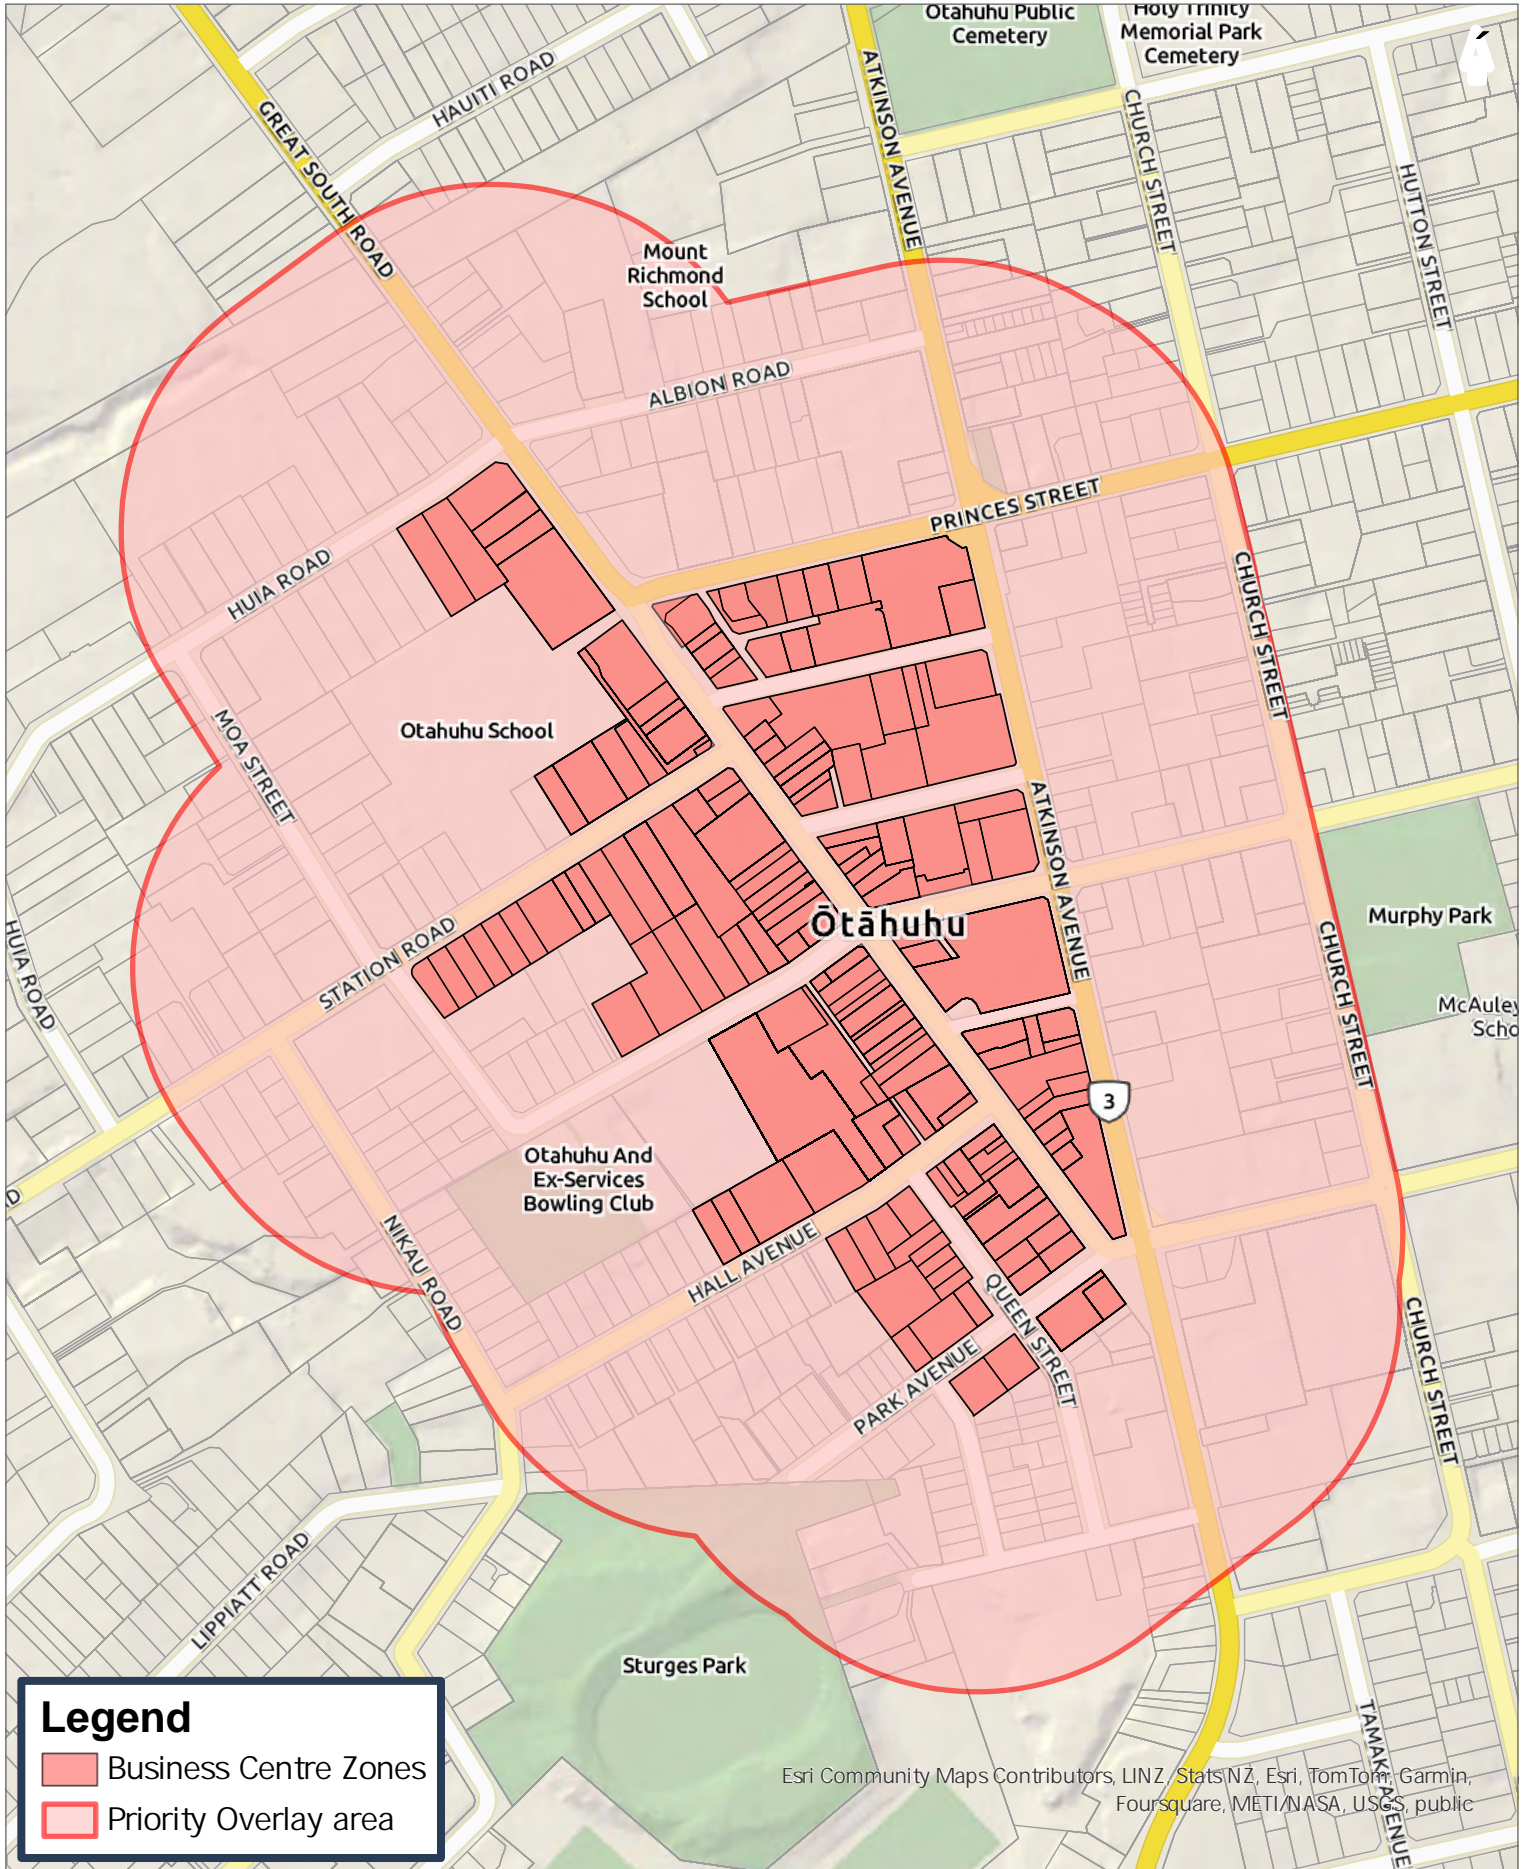 Otahuhu Public
Cemetery
Holy Trinity
Memorial Park
Cemetery
HAUITI ROAD
ATKINSON AVENUE
CHURCH STREET
GREAT SOUTH ROAD
HUTTON STREET
Mount
Richmond
School
ALBION ROAD
PRINCES STREET
HUIA ROAD
CHURCH STREET
MOA STREET
Otahuhu School
ATKINSON AVENUE
Ōtāhuhu
Murphy Park
HUIA ROAD
STATION ROAD
CHURCH STREET
McAuley
Scho
3
Otahuhu And
Ex-Services
Bowling Club
D
NIKAU ROAD
HALL AVENUE
QUEEN STREET
PARK AVENUE
CHURCH STREET
LIPPIATT ROAD
Sturges Park
TAMAKI AVENUE
Legend
Business Centre Zones
Priority Overlay area
Esri Community Maps Contributors, LINZ, Stats NZ, Esri, TomTom, Garmin,
Foursquare, METI/NASA, USGS, public